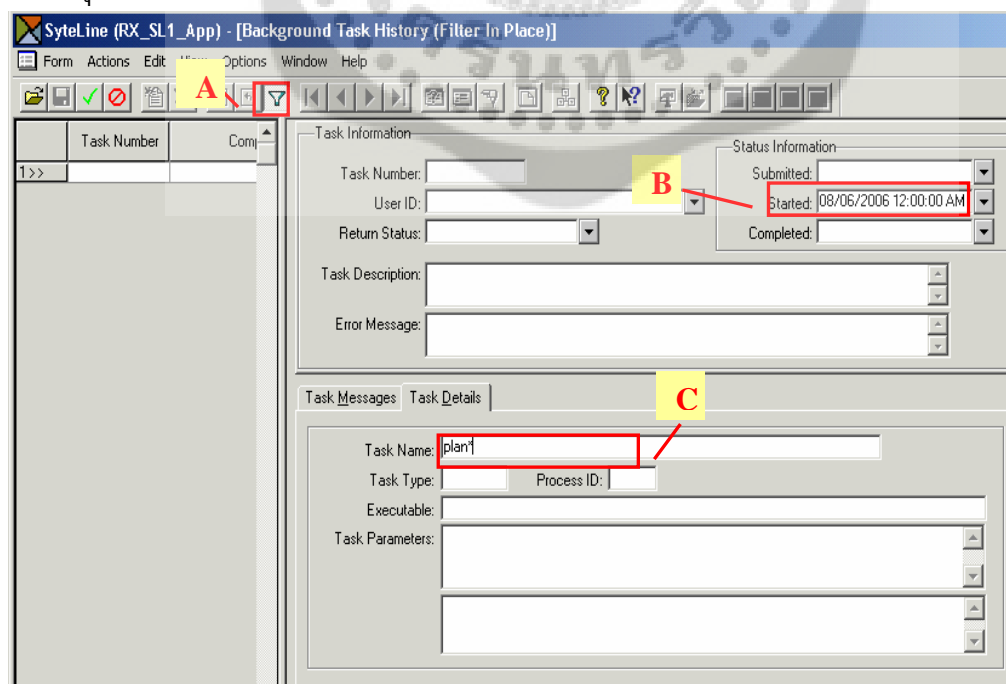 SyteLine (RX_SL1_App) - [Background Task History (Filter In Place)]
Form Actions Edit View Options Window Help
A
Task Number
Task Information
Status Information
1>>
Task Number:
Submitted:
B
User ID:
Started: 08/06/2006 12:00:00 AM
Return Status:
Completed:
Task Description:
Error Message:
Task Messages Task Details
C
Task Name: plan*
Task Type: Process ID:
Executable:
Task Parameters: